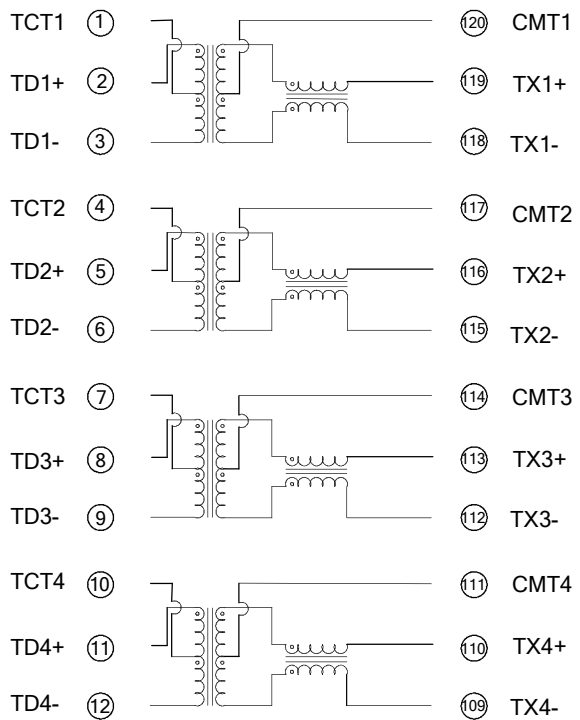 TCT1 1 120 CMT1
TD1+ 2 119 TX1+
TD1- 3 118 TX1-
TCT2 4 117 CMT2
TD2+ 5 116 TX2+
TD2- 6 115 TX2-
TCT3 7 114 CMT3
TD3+ 8 113 TX3+
TD3- 9 112 TX3-
TCT4 10 111 CMT4
TD4+ 11 110 TX4+
TD4- 12 109 TX4-